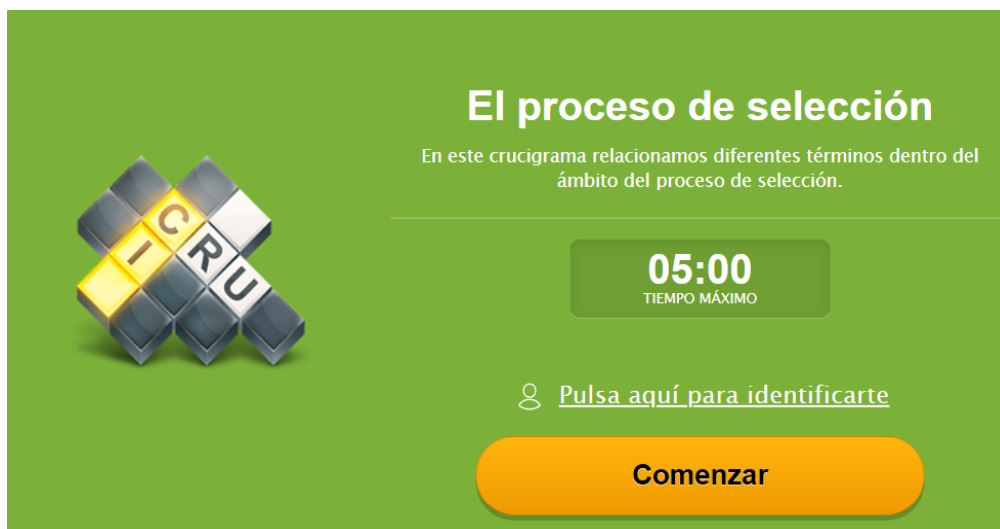 El proceso de selección
En este crucigrama relacionamos diferentes términos dentro del
ámbito del proceso de selección.
C
I R
U
05:00
TIEMPO MÁXIMO
Pulsa aquí para identificarte
Comenzar